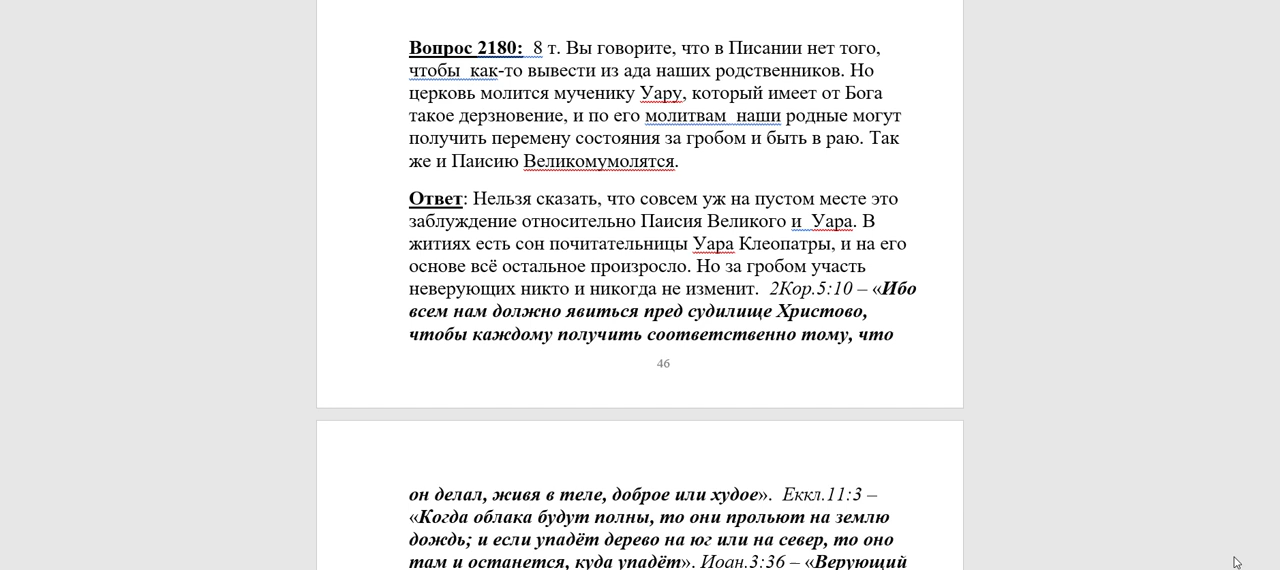 Вопрос 2180:  8 т. Вы говорите, что в Писании нет того,
чтобы  как-то вывести из ада наших родственников. Но
церковь молится мученику Уару, который имеет от Бога
такое дерзновение, и по его молитвам  наши родные могут
получить перемену состояния за гробом и быть в раю. Так
же и Паисию Великомумолятся.
Ответ: Нельзя сказать, что совсем уж на пустом месте это
заблуждение относительно Паисия Великого и  Уара. В
житиях есть сон почитательницы Уара Клеопатры, и на его
основе всё остальное произросло. Но за гробом участь
неверующих никто и никогда не изменит.  2Кор.5:10 – «Ибо
всем нам должно явиться пред судилище Христово,
чтобы каждому получить соответственно тому, что
46
он делал, живя в теле, доброе или худое».  Еккл.11:3 –
«Когда облака будут полны, то они прольют на землю
дождь; и если упадёт дерево на юг или на север, то оно
там и останется, куда упадёт». Иоан.3:36 – «Верующий